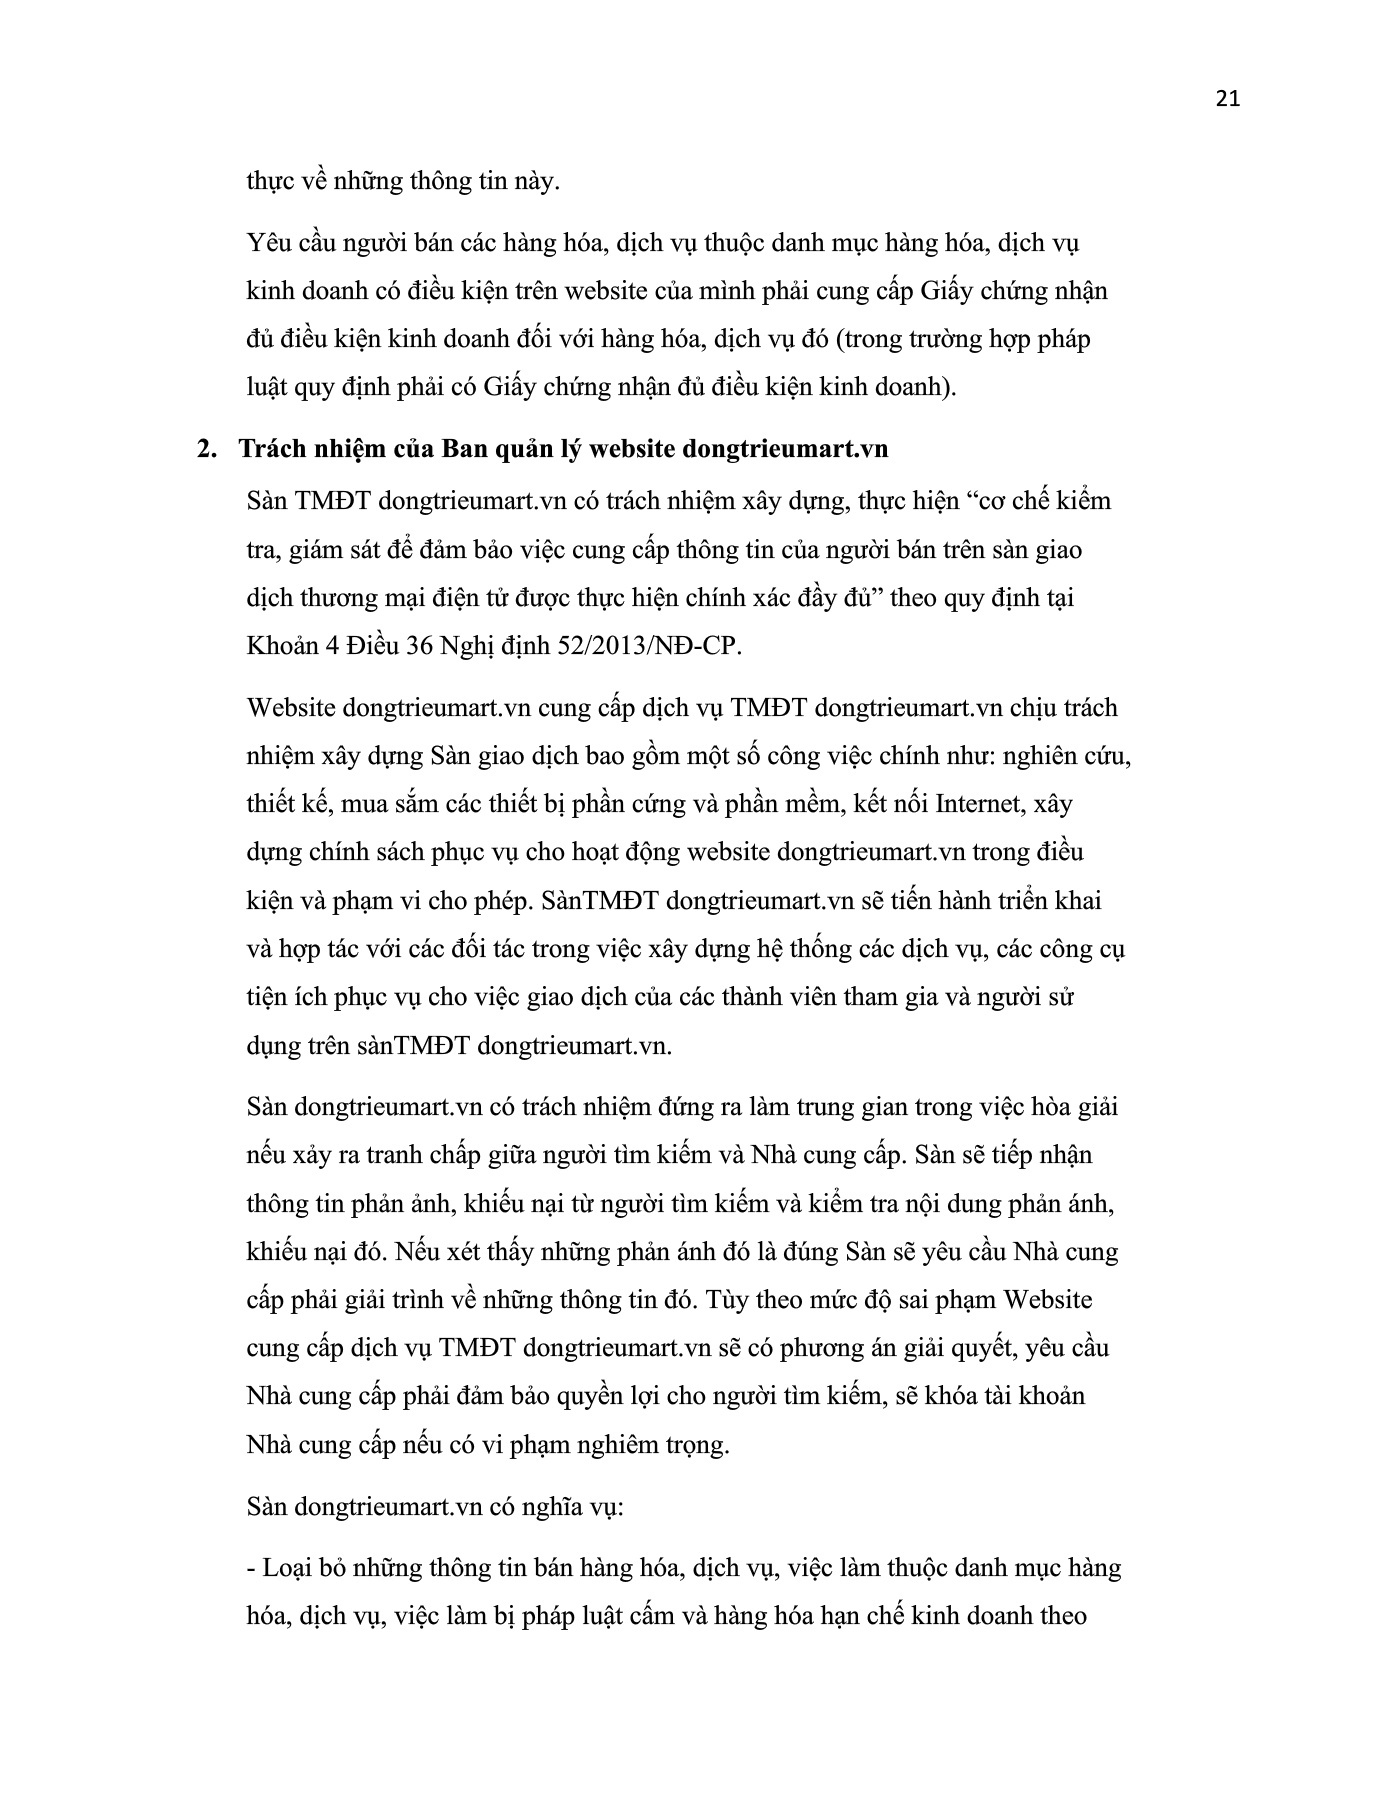 21
thực về những thông tin này.
Yêu cầu người bán các hàng hóa, dịch vụ thuộc danh mục hàng hóa, dịch vụ
kinh doanh có điều kiện trên website của mình phải cung cấp Giấy chứng nhận
đủ điều kiện kinh doanh đối với hàng hóa, dịch vụ đó (trong trường hợp pháp
luật quy định phải có Giấy chứng nhận đủ điều kiện kinh doanh).
2. Trách nhiệm của Ban quản lý website dongtrieumart.vn
Sàn TMĐT dongtrieumart.vn có trách nhiệm xây dựng, thực hiện “cơ chế kiểm
tra, giám sát để đảm bảo việc cung cấp thông tin của người bán trên sàn giao
dịch thương mại điện tử được thực hiện chính xác đầy đủ” theo quy định tại
Khoản 4 Điều 36 Nghị định 52/2013/NĐ-CP.
Website dongtrieumart.vn cung cấp dịch vụ TMĐT dongtrieumart.vn chịu trách
nhiệm xây dựng Sàn giao dịch bao gồm một số công việc chính như: nghiên cứu,
thiết kế, mua sắm các thiết bị phần cứng và phần mềm, kết nối Internet, xây
dựng chính sách phục vụ cho hoạt động website dongtrieumart.vn trong điều
kiện và phạm vi cho phép. SànTMĐT dongtrieumart.vn sẽ tiến hành triển khai
và hợp tác với các đối tác trong việc xây dựng hệ thống các dịch vụ, các công cụ
tiện ích phục vụ cho việc giao dịch của các thành viên tham gia và người sử
dụng trên sànTMĐT dongtrieumart.vn.
Sàn dongtrieumart.vn có trách nhiệm đứng ra làm trung gian trong việc hòa giải
nếu xảy ra tranh chấp giữa người tìm kiếm và Nhà cung cấp. Sàn sẽ tiếp nhận
thông tin phản ảnh, khiếu nại từ người tìm kiếm và kiểm tra nội dung phản ánh,
khiếu nại đó. Nếu xét thấy những phản ánh đó là đúng Sàn sẽ yêu cầu Nhà cung
cấp phải giải trình về những thông tin đó. Tùy theo mức độ sai phạm Website
cung cấp dịch vụ TMĐT dongtrieumart.vn sẽ có phương án giải quyết, yêu cầu
Nhà cung cấp phải đảm bảo quyền lợi cho người tìm kiếm, sẽ khóa tài khoản
Nhà cung cấp nếu có vi phạm nghiêm trọng.
Sàn dongtrieumart.vn có nghĩa vụ:
- Loại bỏ những thông tin bán hàng hóa, dịch vụ, việc làm thuộc danh mục hàng
hóa, dịch vụ, việc làm bị pháp luật cấm và hàng hóa hạn chế kinh doanh theo